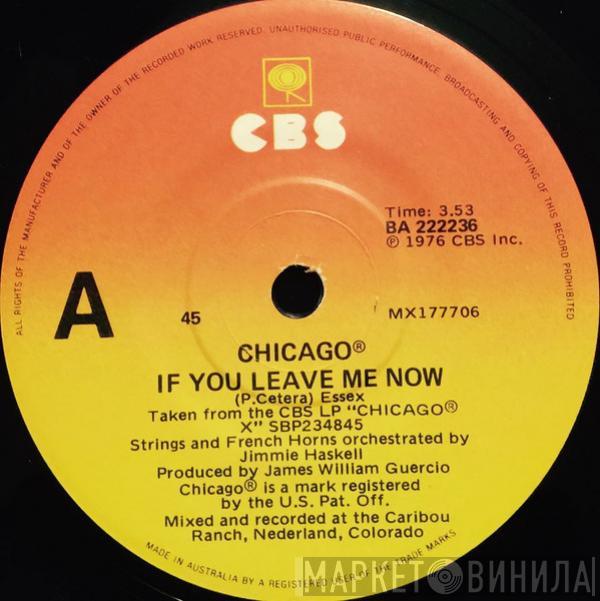 ALL RIGHTS OF THE MANUFACTURER AND OF THE OWNER OF THE RECORDED WORK RESERVED. UNAUTHORISED PUBLIC PERFORMANCE, BROADCASTING AND COPYING OF THIS RECORD PROHIBITED
CBS
Time: 3.53
BA 222236
℗ 1976 CBS Inc.
A
45
MX177706
CHICAGO®
IF YOU LEAVE ME NOW
(P.Cetera) Essex
Taken from the CBS LP "CHICAGO®
X" SBP234845
Strings and French Horns orchestrated by
Jimmie Haskell
Produced by James William Guercio
Chicago® is a mark registered
by the U.S. Pat. Off.
Mixed and recorded at the Caribou
Ranch, Nederland, Colorado
MADE IN AUSTRALIA BY A REGISTERED USER OF THE TRADE MARKS
МАРКЕТ ВИНИЛА